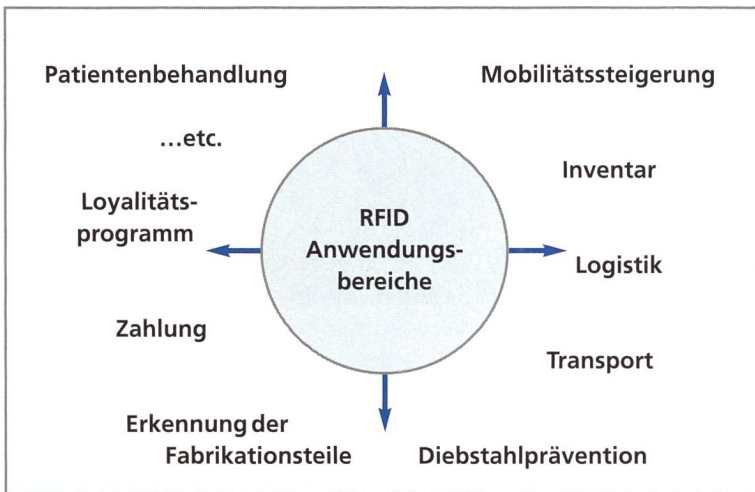 Patientenbehandlung
Mobilitätssteigerung
...etc.
Inventar
Loyalitäts-
programm
RFID
Anwendungs-
bereiche
Logistik
Zahlung
Transport
Erkennung der
Fabrikationsteile
Diebstahlprävention